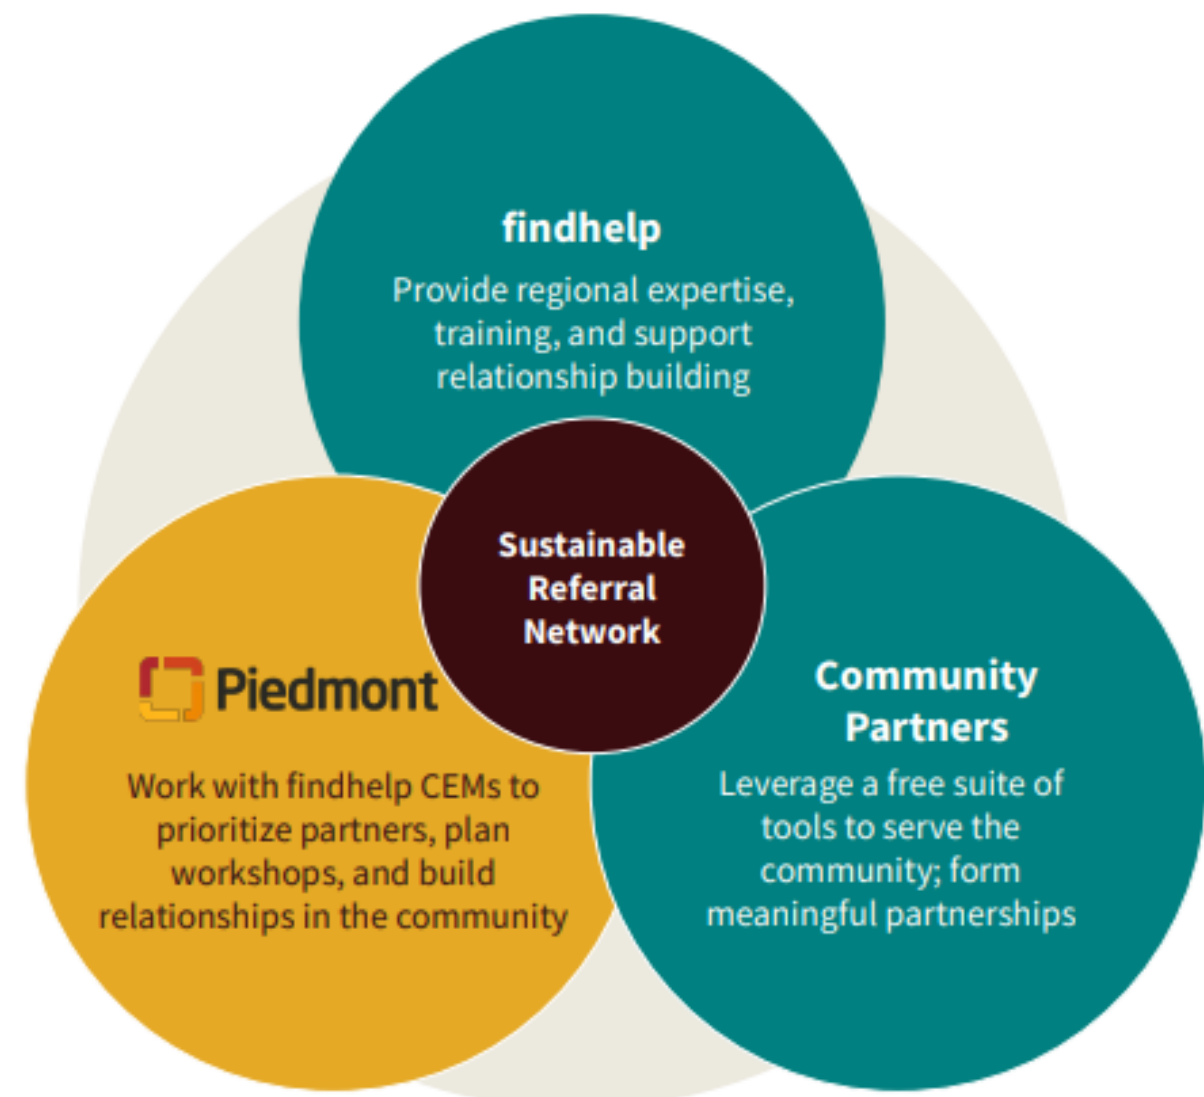 findhelp
Provide regional expertise,
training, and support
relationship building
Sustainable
Referral
Network
Piedmont
Work with findhelp CEMs to
prioritize partners, plan
workshops, and build
relationships in the community
Community
Partners
Leverage a free suite of
tools to serve the
community; form
meaningful partnerships